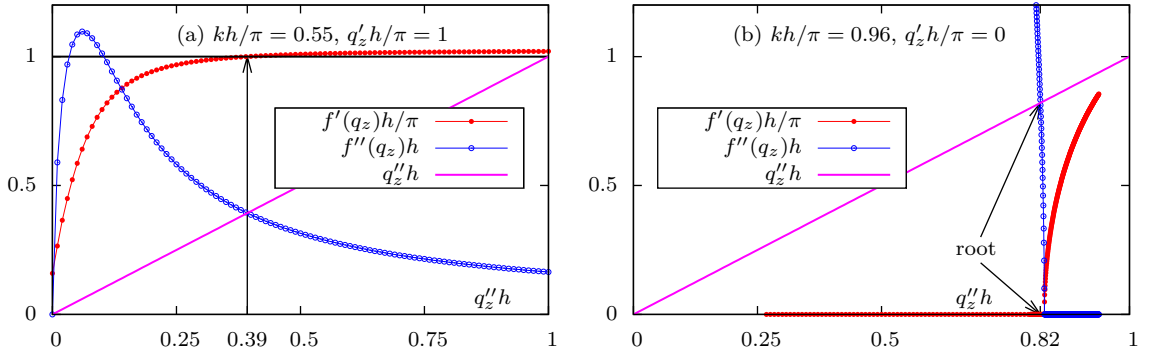 (a) kh/π = 0.55, q′_z h/π = 1
1
0.5
0
f′(q_z)h/π
f″(q_z)h
q″_z h
q″_z h
0 0.25 0.39 0.5 0.75 1
(b) kh/π = 0.96, q′_z h/π = 0
1
0.5
0
f′(q_z)h/π
f″(q_z)h
q″_z h
root
q″_z h
0 0.25 0.5 0.82 1